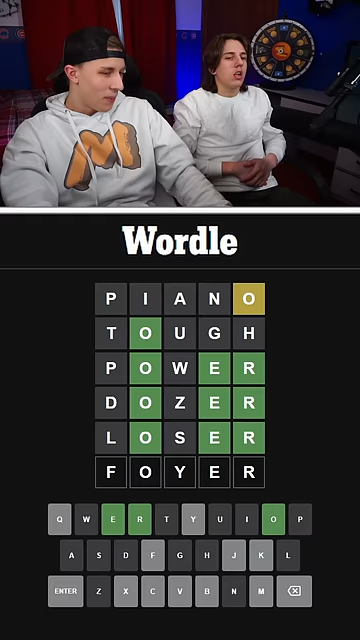 M
Wordle
P I A N O
T O U G H
P O W E R
D O Z E R
L O S E R
F O Y E R
Q W E R T Y U I O P
A S D F G H J K L
ENTER Z X C V B N M